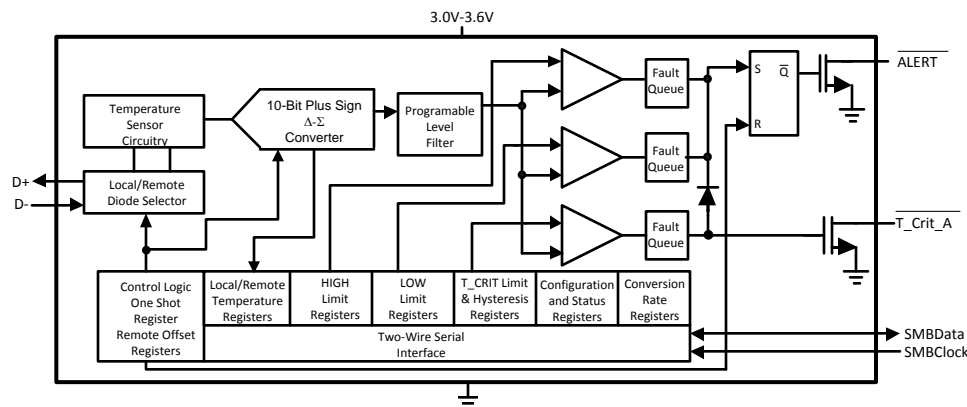 3.0V-3.6V
Temperature
Sensor
Circuitry
10-Bit Plus Sign
Δ-Σ
Converter
Programable
Level
Filter
Fault
Queue
S
Q
R
ALERT
Fault
Queue
D+
D-
Local/Remote
Diode Selector
Fault
Queue
T_Crit_A
Control Logic
One Shot
Register
Remote Offset
Registers
Local/Remote
Temperature
Registers
HIGH
Limit
Registers
LOW
Limit
Registers
T_CRIT Limit
& Hysteresis
Registers
Configuration
and Status
Registers
Conversion
Rate
Registers
Two-Wire Serial
Interface
SMBData
SMBClock